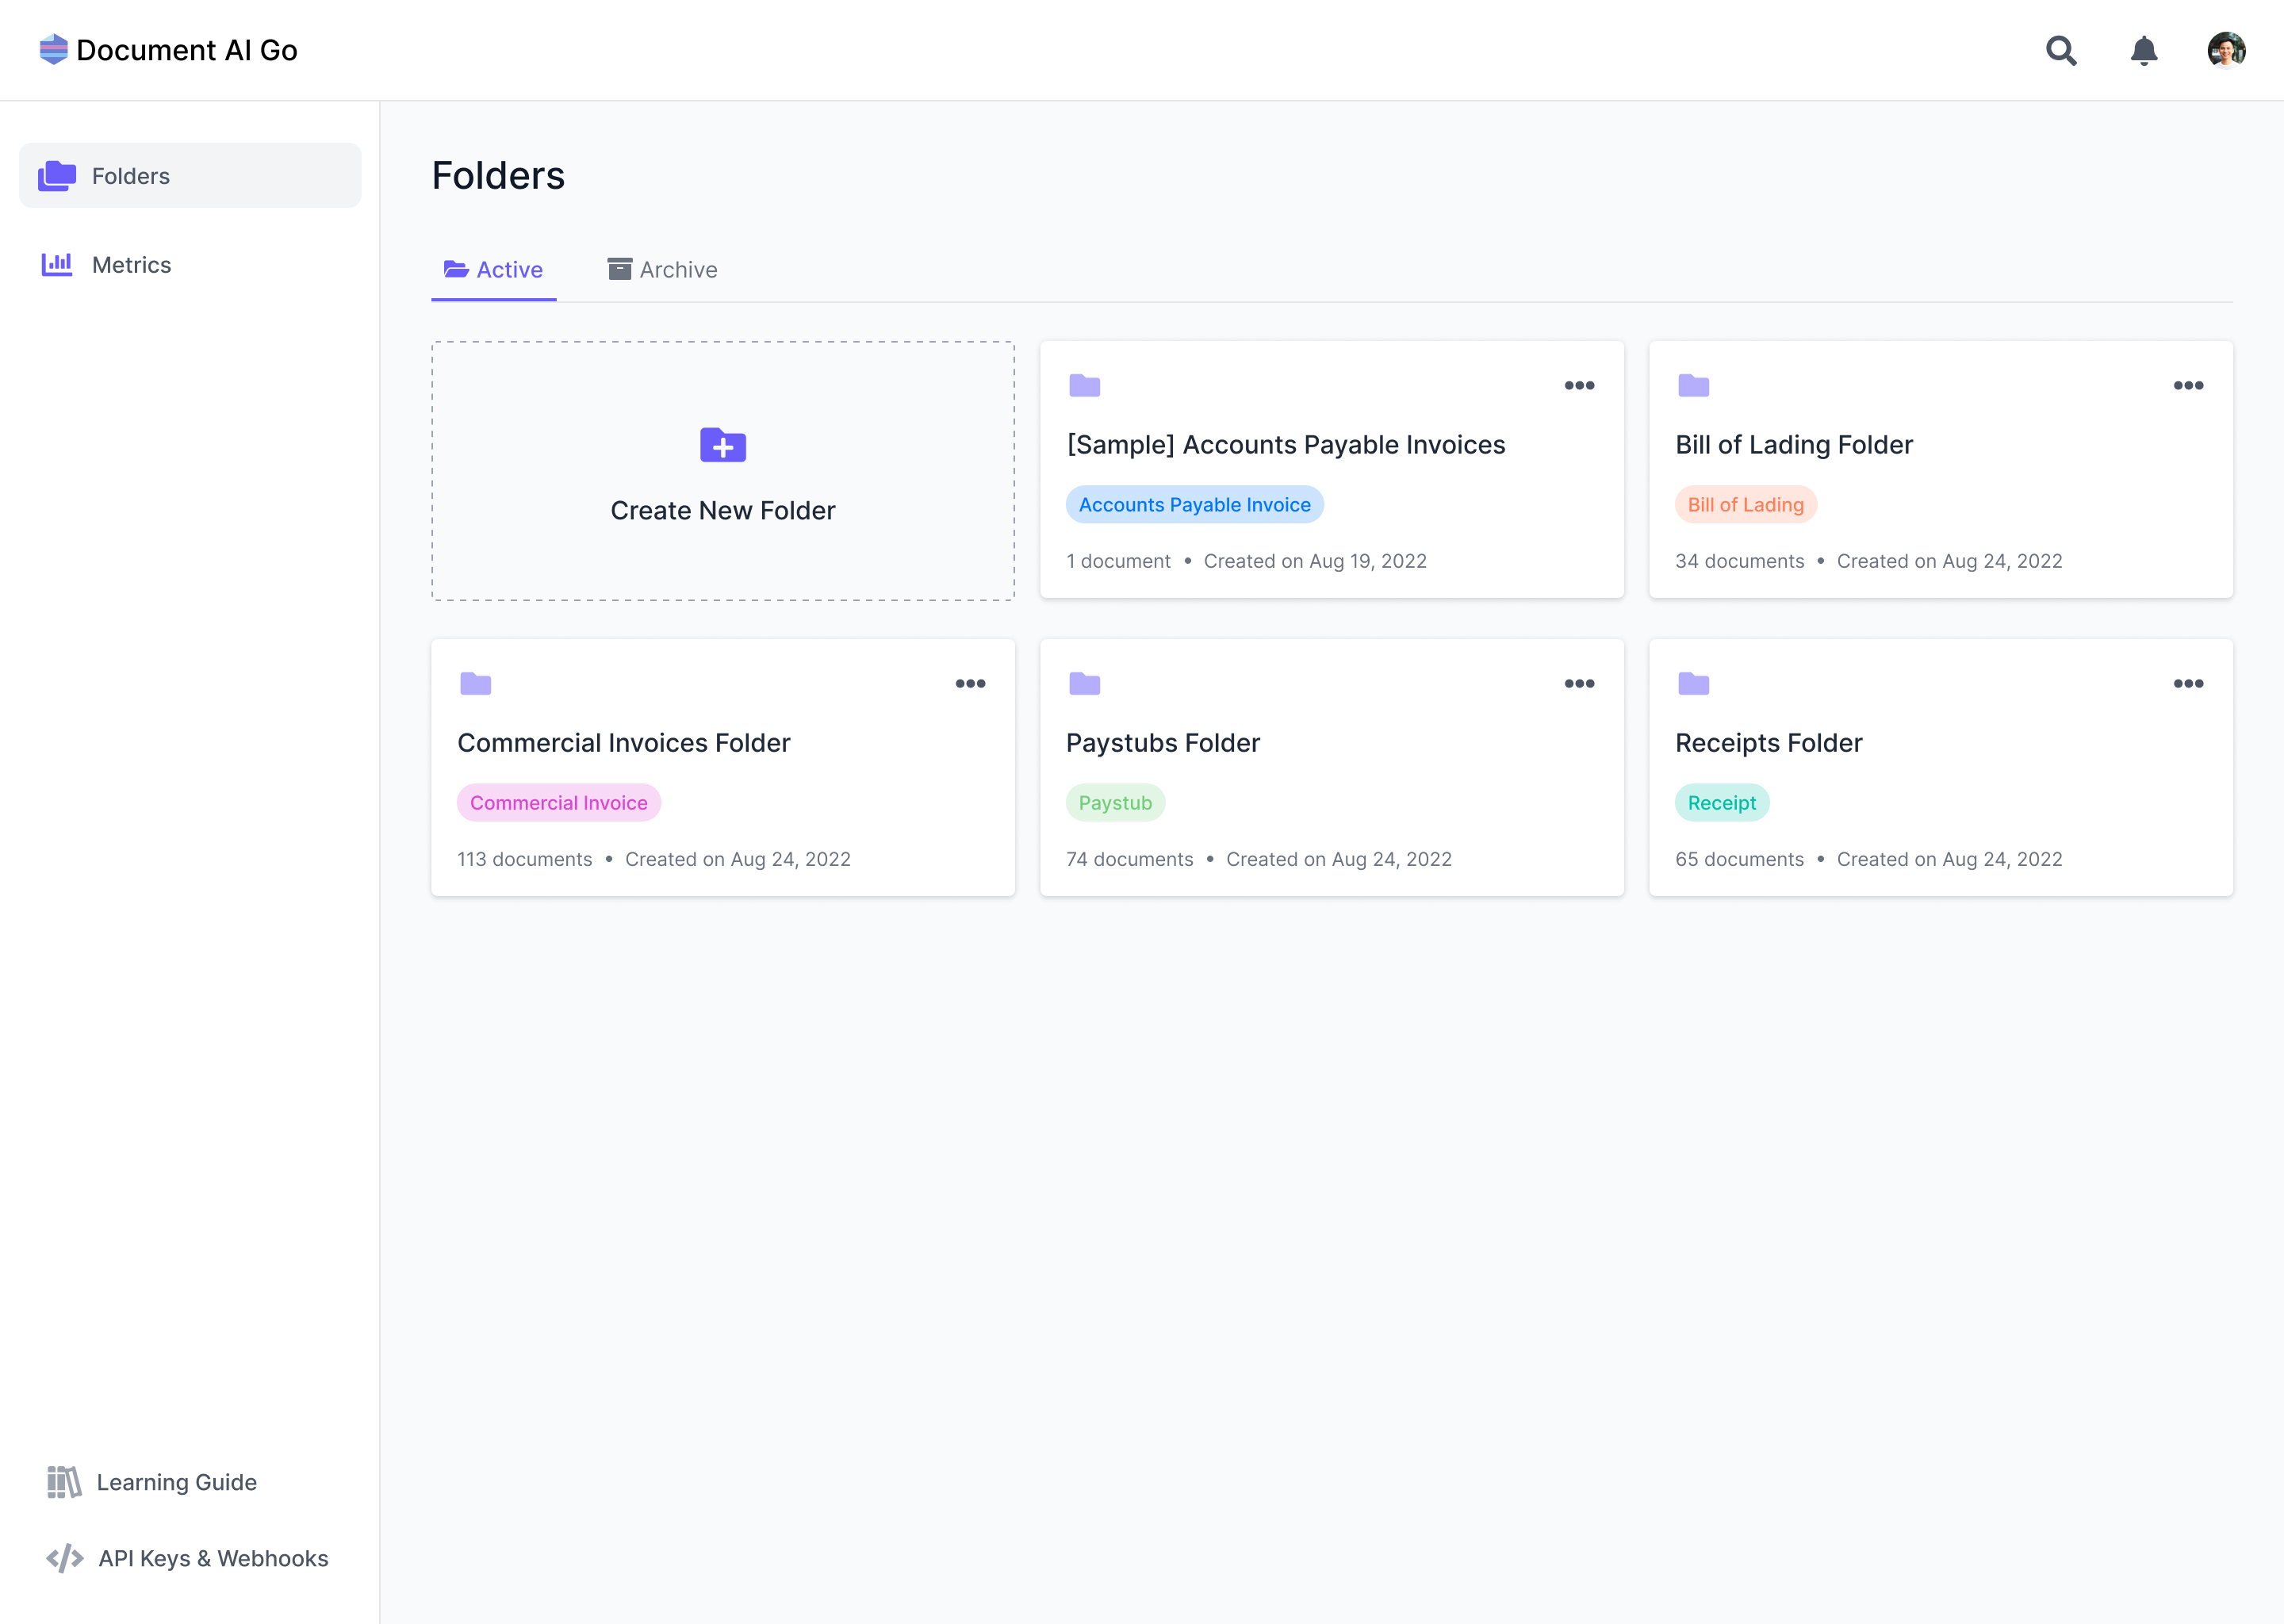 Document AI Go
Folders
Metrics
Learning Guide
API Keys & Webhooks
Folders
Active
Archive
Create New Folder
[Sample] Accounts Payable Invoices
Accounts Payable Invoice
1 document • Created on Aug 19, 2022
Bill of Lading Folder
Bill of Lading
34 documents • Created on Aug 24, 2022
Commercial Invoices Folder
Commercial Invoice
113 documents • Created on Aug 24, 2022
Paystubs Folder
Paystub
74 documents • Created on Aug 24, 2022
Receipts Folder
Receipt
65 documents • Created on Aug 24, 2022